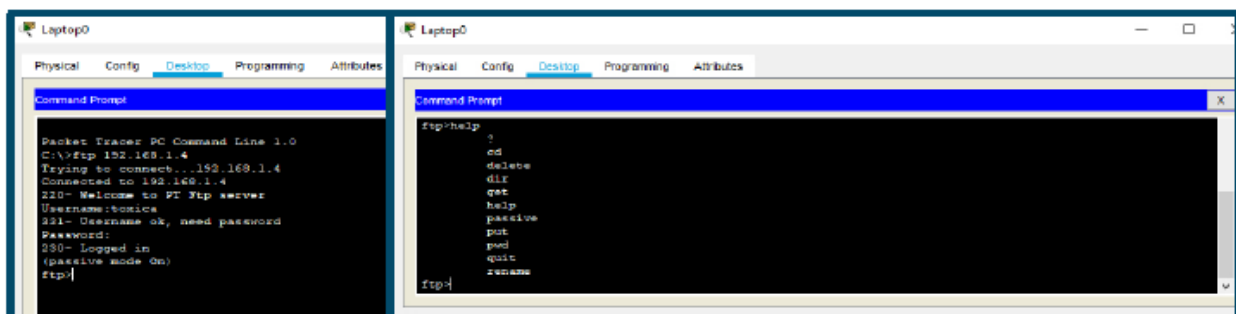 Laptop0
Physical Config Desktop Programming Attributes
Command Prompt
Packet Tracer PC Command Line 1.0
C:\>ftp 192.168.1.4
Trying to connect...192.168.1.4
Connected to 192.168.1.4
220- Welcome to PT Ftp server
Username:toxica
331- Username ok, need password
Password:
230- Logged in
(passive mode On)
ftp>
Laptop0
Physical Config Desktop Programming Attributes
Command Prompt
X
ftp>help
?
cd
delete
dir
get
help
passive
put
pwd
quit
rename
ftp>